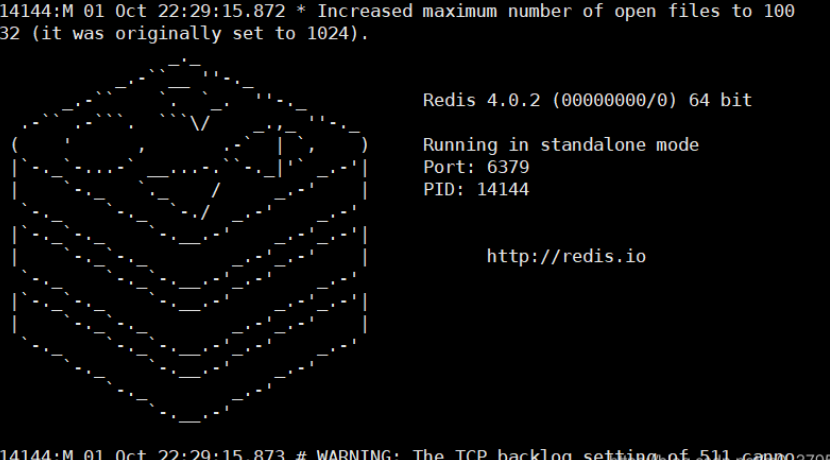 14144:M 01 Oct 22:29:15.872 * Increased maximum number of open files to 100
32 (it was originally set to 1024).
Redis 4.0.2 (00000000/0) 64 bit
Running in standalone mode
Port: 6379
PID: 14144
http://redis.io
14144:M 01 Oct 22:29:15.873 # WARNING: The TCP backlog setting of 511 canno